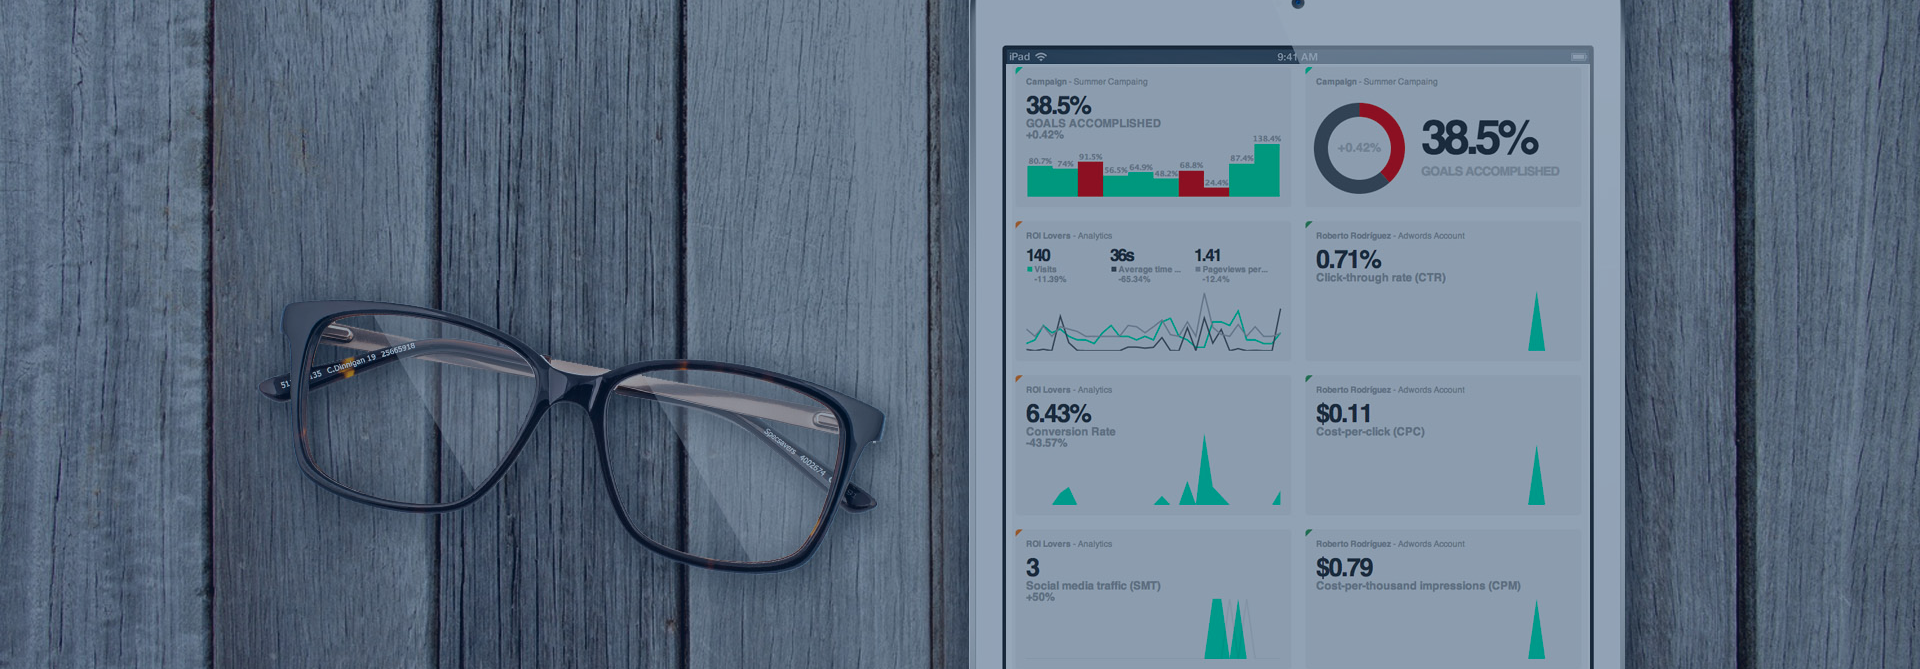 51 135 C.Dinnigan 19 25665918
Specsavers 4002674
iPad 9:41 AM
Campaign - Summer Campaing
38.5%
GOALS ACCOMPLISHED
+0.42%
80.7% 74% 91.5% 56.5% 64.9% 48.2% 68.8% 24.4% 87.4% 138.4%
Campaign - Summer Campaing
+0.42%
38.5%
GOALS ACCOMPLISHED
ROI Lovers - Analytics
140 36s 1.41
Visits Average time ... Pageviews per...
-11.39% -65.34% -12.4%
Roberto Rodríguez - Adwords Account
0.71%
Click-through rate (CTR)
ROI Lovers - Analytics
6.43%
Conversion Rate
-43.57%
Roberto Rodríguez - Adwords Account
$0.11
Cost-per-click (CPC)
ROI Lovers - Analytics
3
Social media traffic (SMT)
+50%
Roberto Rodríguez - Adwords Account
$0.79
Cost-per-thousand impressions (CPM)